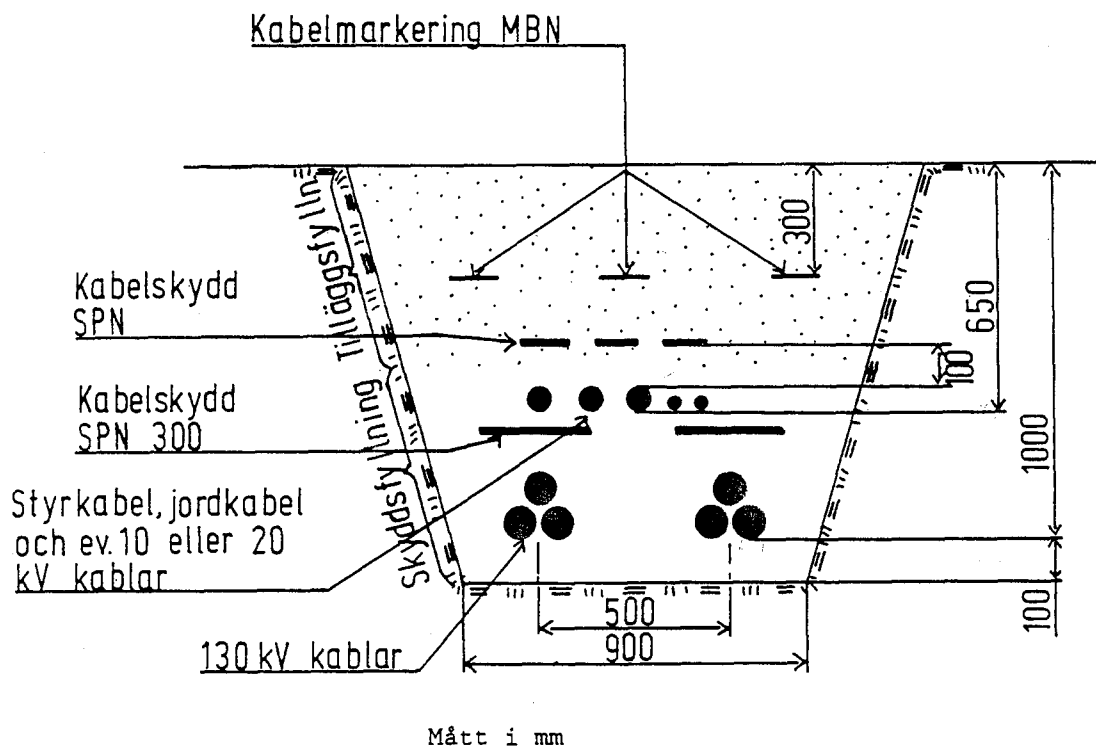 Kabelmarkering MBN
Tilläggsfylln
Skyddsfyllning
300
Kabelskydd
SPN
650
100
Kabelskydd
SPN 300
1000
Styrkabel, jordkabel
och ev. 10 eller 20
kV kablar
100
500
130 kV kablar
900
Mått i mm